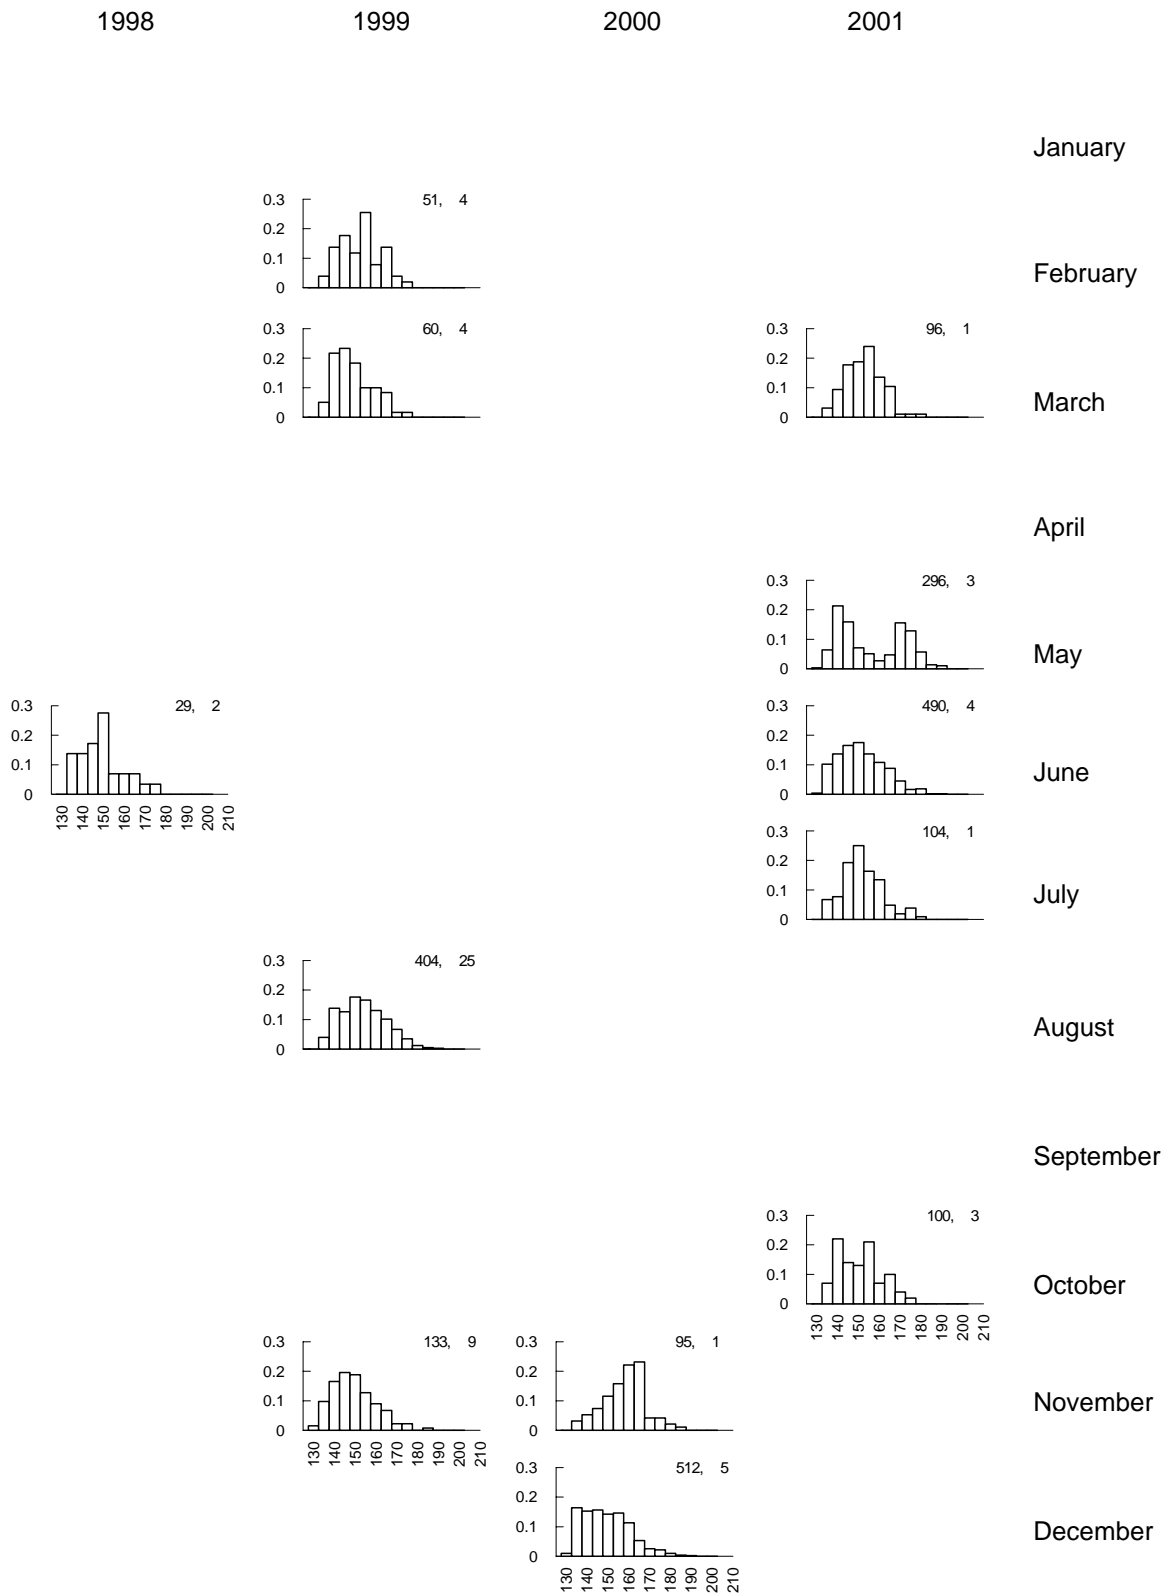 1998 1999 2000 2001
January
0.3 51, 4
0.2
0.1
0
February
0.3 60, 4
0.2
0.1
0
0.3 96, 1
0.2
0.1
0
March
April
0.3 296, 3
0.2
0.1
0
May
0.3 29, 2
0.2
0.1
0
130 140 150 160 170 180 190 200 210
0.3 490, 4
0.2
0.1
0
June
0.3 104, 1
0.2
0.1
0
July
0.3 404, 25
0.2
0.1
0
August
September
0.3 100, 3
0.2
0.1
0
130 140 150 160 170 180 190 200 210
October
0.3 133, 9
0.2
0.1
0
130 140 150 160 170 180 190 200 210
0.3 95, 1
0.2
0.1
0
November
0.3 512, 5
0.2
0.1
0
130 140 150 160 170 180 190 200 210
December